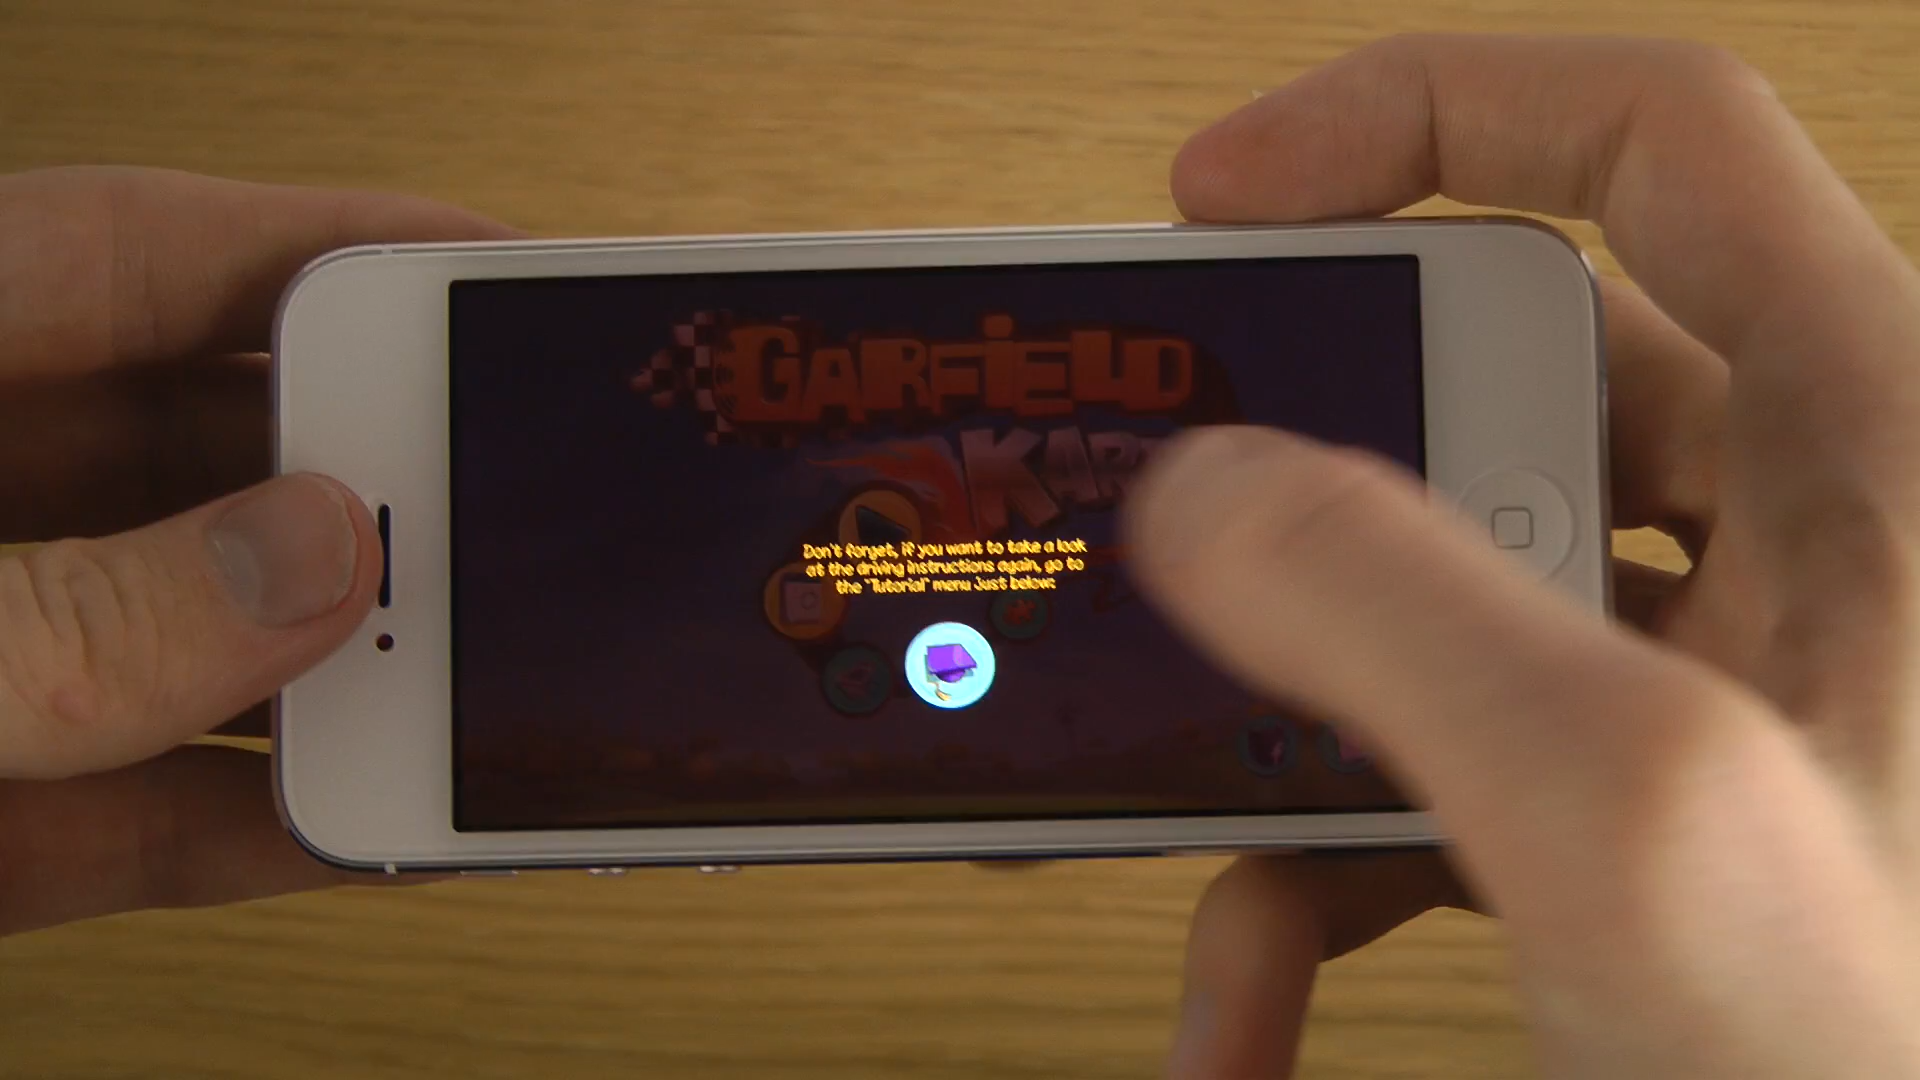 GARFIELD
KART
Don't forget, if you want to take a look
at the driving instructions again, go to
the "Tutorial" menu just below: